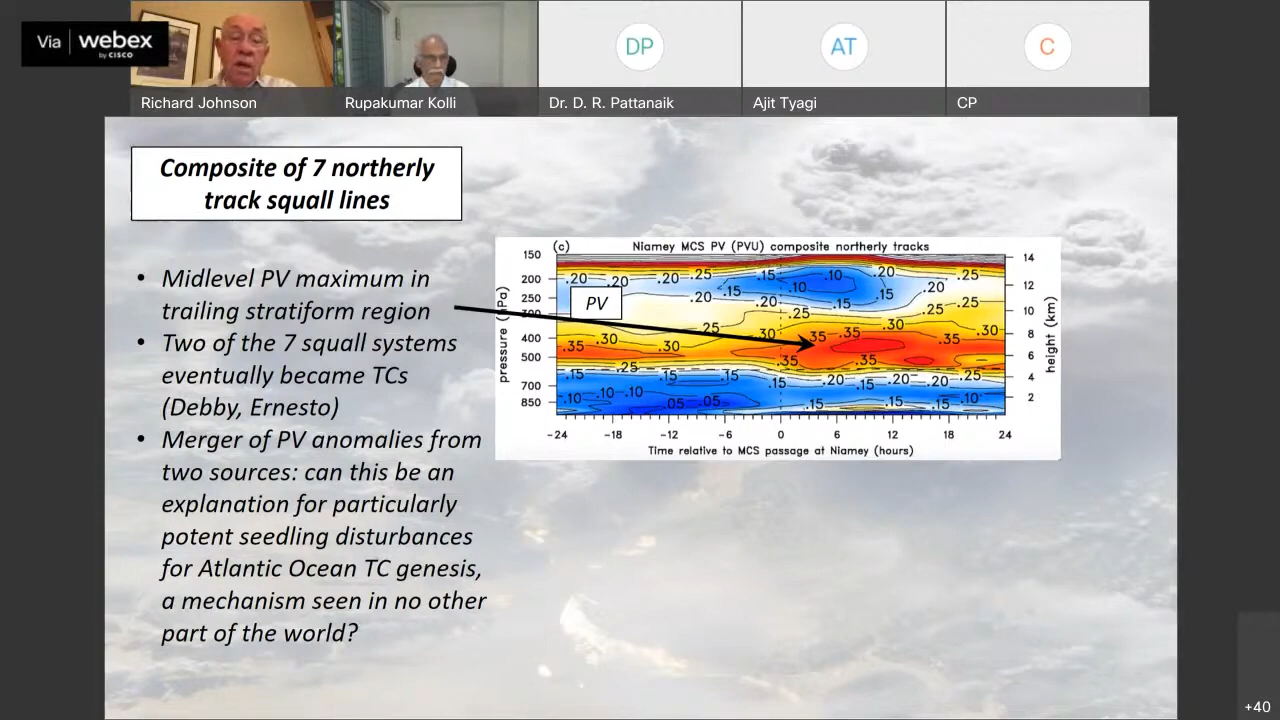 Via webex
by CISCO
Richard Johnson
Rupakumar Kolli
DP
Dr. D. R. Pattanaik
AT
Ajit Tyagi
C
CP
Composite of 7 northerly
track squall lines
• Midlevel PV maximum in
trailing stratiform region
• Two of the 7 squall systems
eventually became TCs
(Debby, Ernesto)
• Merger of PV anomalies from
two sources: can this be an
explanation for particularly
potent seedling disturbances
for Atlantic Ocean TC genesis,
a mechanism seen in no other
part of the world?
(c) Niamey MCS PV (PVU) composite northerly tracks
PV
150
200
250
400
500
700
850
14
12
10
8
6
4
2
height (km)
.20 .20 .20 .25 .15 .10 .20 .25
.15 .10 .15 .20
.20 .20 .25 .25
.30 .25 .30 .35 .35 .30 .30
.35 .30 .35 .35 .35
.15 .25 .15 .15 .15 .20 .15 .20 .25
.10 .10 .10 .05 .05 .15 .15 .10
-24 -18 -12 -6 0 6 12 18 24
Time relative to MCS passage at Niamey (hours)
+40